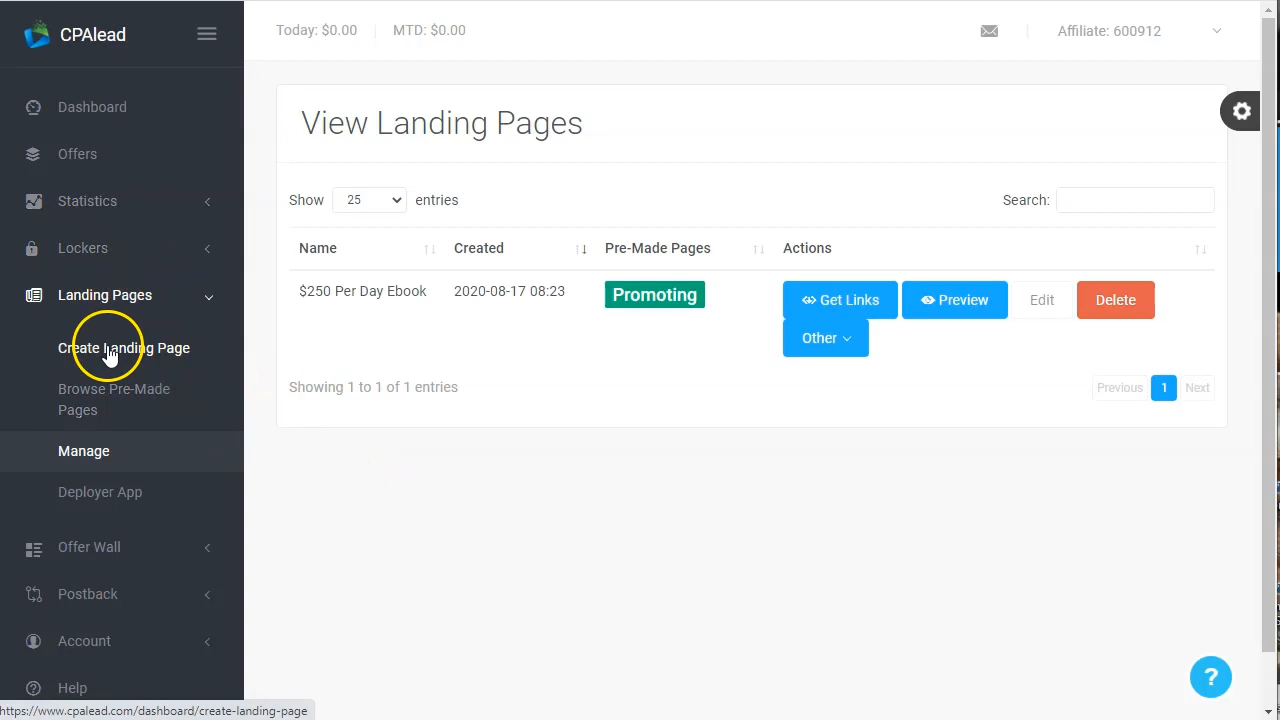 CPAlead
Today: $0.00 MTD: $0.00 Affiliate: 600912
Dashboard
Offers
Statistics
Lockers
Landing Pages
Create Landing Page
Browse Pre-Made
Pages
Manage
Deployer App
Offer Wall
Postback
Account
Help
View Landing Pages
Show 25 entries Search:
Name Created Pre-Made Pages Actions
$250 Per Day Ebook 2020-08-17 08:23 Promoting Get Links Preview Edit Delete
Other
Showing 1 to 1 of 1 entries Previous 1 Next
?
https://www.cpalead.com/dashboard/create-landing-page